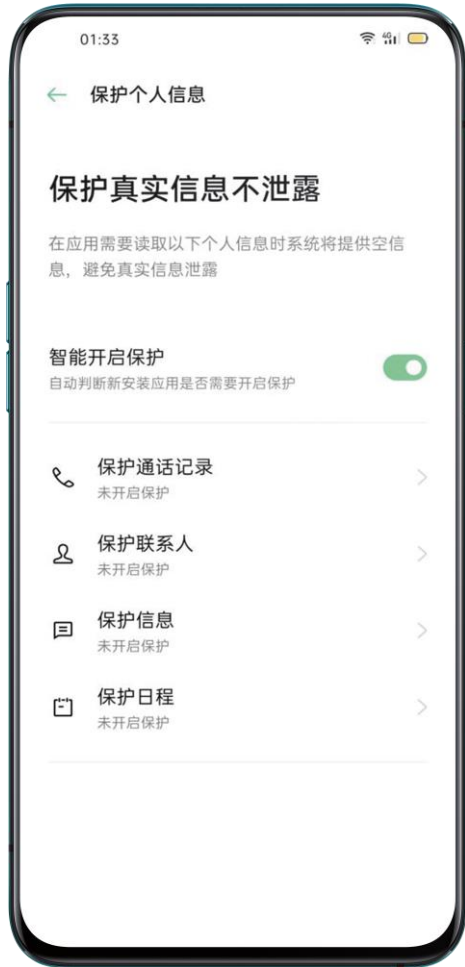 01:33
4G
保护个人信息
保护真实信息不泄露
在应用需要读取以下个人信息时系统将提供空信
息，避免真实信息泄露
智能开启保护
自动判断新安装应用是否需要开启保护
保护通话记录
未开启保护
保护联系人
未开启保护
保护信息
未开启保护
保护日程
未开启保护